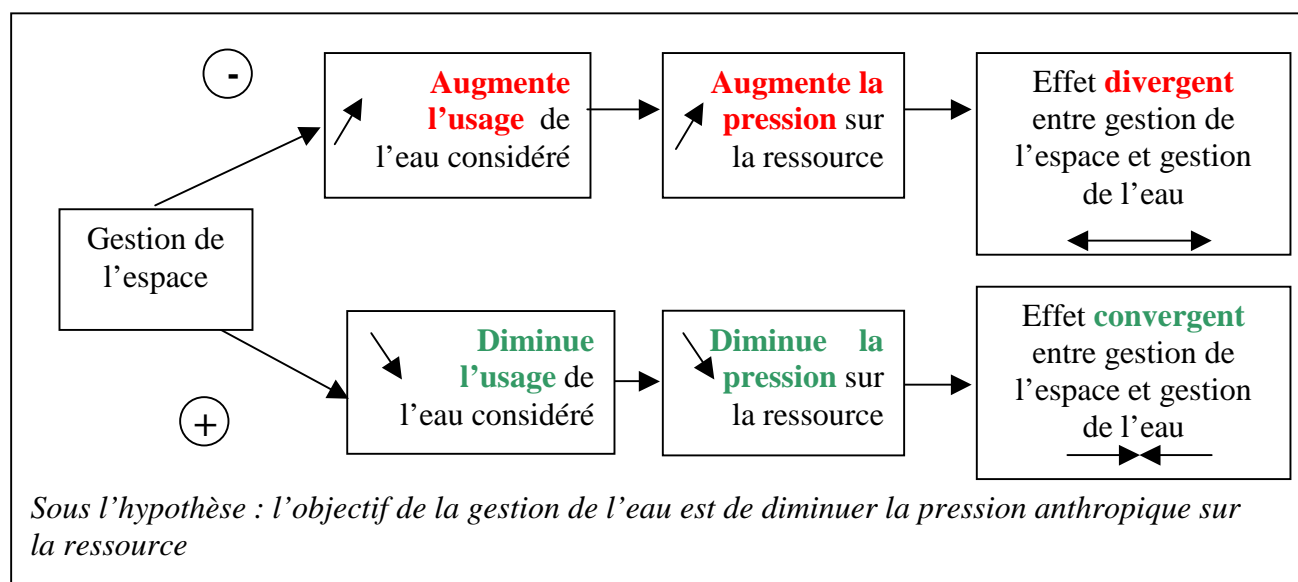 -
Augmente
l’usage de
l’eau considéré
Augmente la
pression sur
la ressource
Effet divergent
entre gestion de
l’espace et gestion
de l’eau
Gestion de
l’espace
Diminue
l’usage de
l’eau considéré
Diminue la
pression sur
la ressource
Effet convergent
entre gestion de
l’espace et gestion
de l’eau
+
Sous l’hypothèse : l’objectif de la gestion de l’eau est de diminuer la pression anthropique sur
la ressource